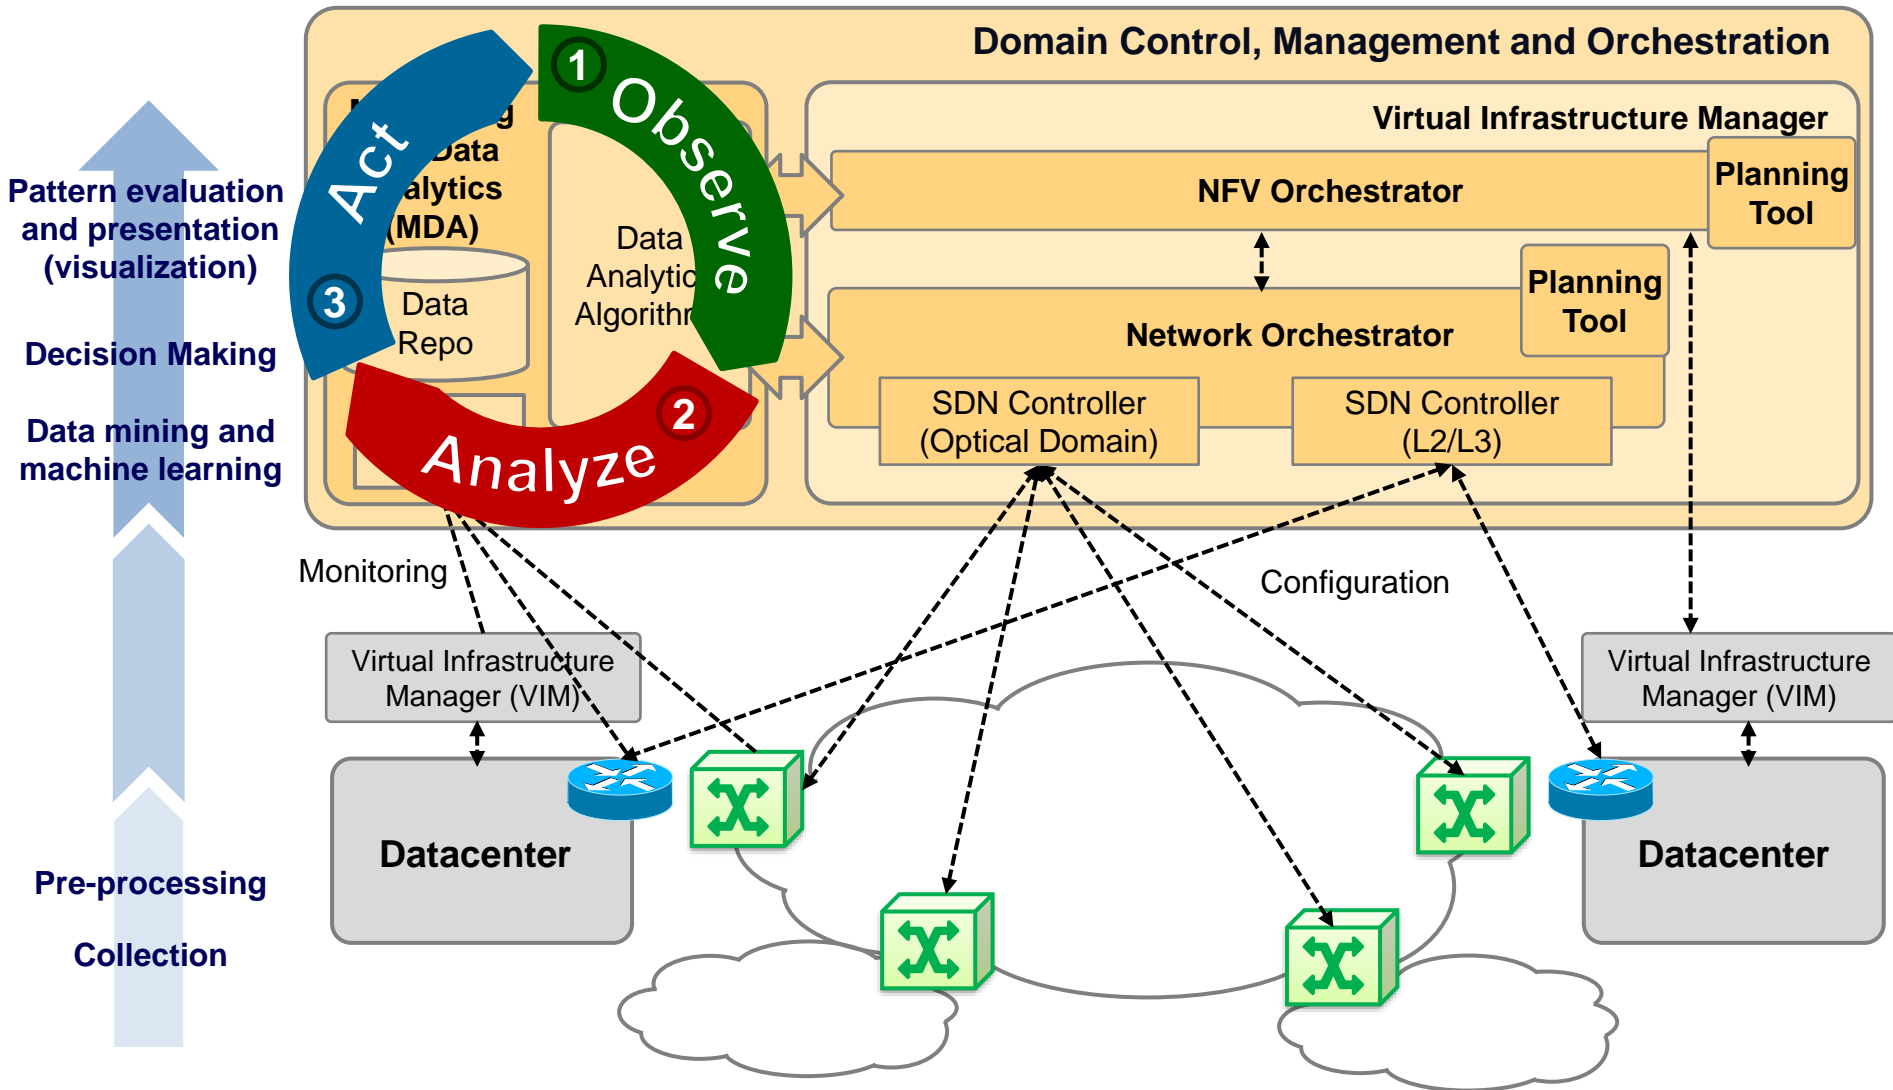 Domain Control, Management and Orchestration
1
Observe
2
Analyze
3
Act
Data
(MDA)
Data
Repo
Data
Virtual Infrastructure Manager
NFV Orchestrator
Planning
Tool
Network Orchestrator
Planning
Tool
SDN Controller
(Optical Domain)
SDN Controller
(L2/L3)
Pattern evaluation
and presentation
(visualization)
Decision Making
Data mining and
machine learning
Pre-processing
Collection
Monitoring
Configuration
Virtual Infrastructure
Manager (VIM)
Datacenter
Virtual Infrastructure
Manager (VIM)
Datacenter